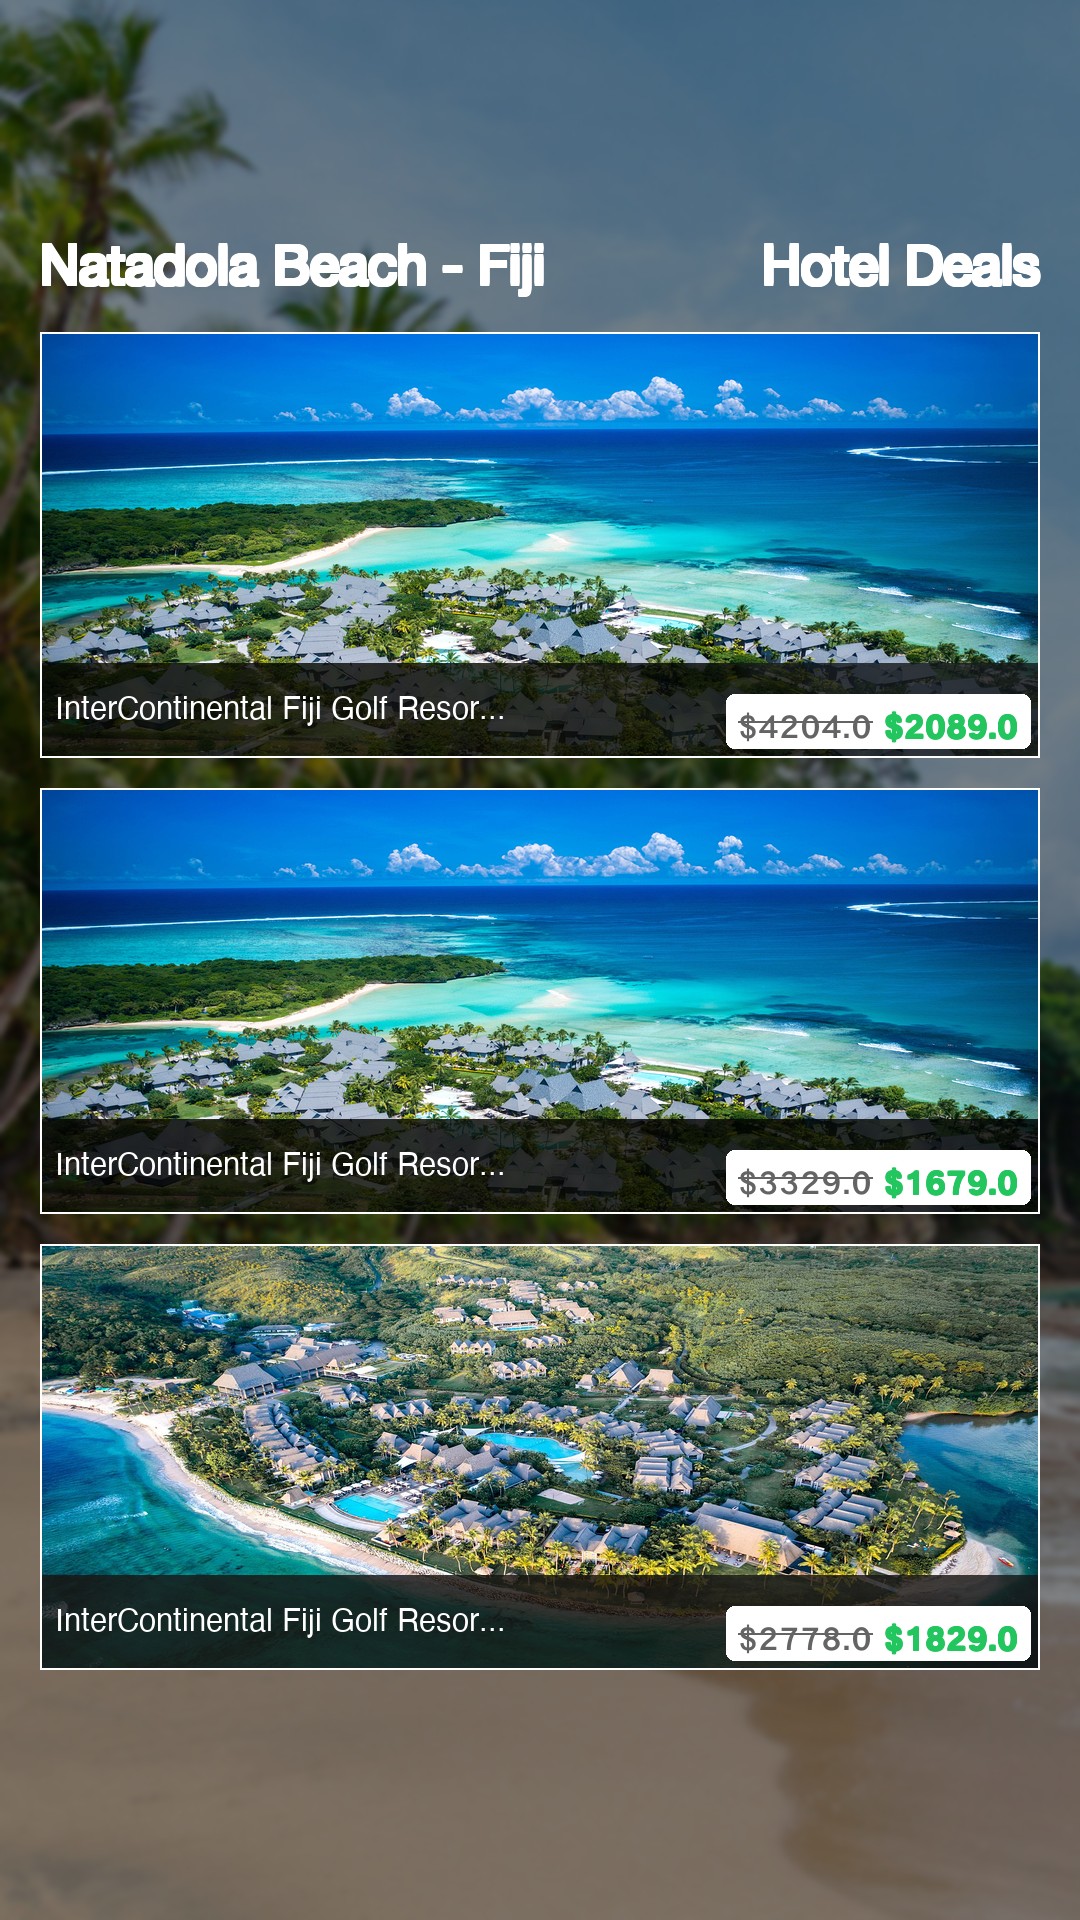 Natadola Beach - Fiji Hotel Deals
InterContinental Fiji Golf Resor... $4204.0 $2089.0
InterContinental Fiji Golf Resor... $3329.0 $1679.0
InterContinental Fiji Golf Resor... $2778.0 $1829.0